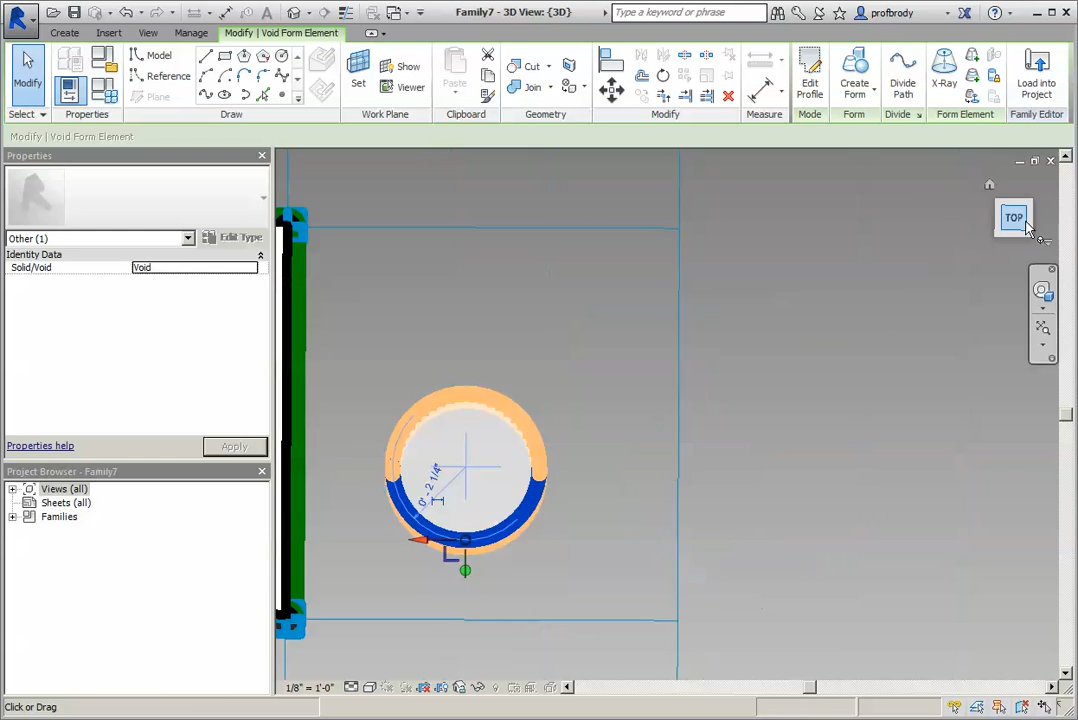 Family7 - 3D View: {3D}
Type a keyword or phrase
profbrody
Create Insert View Manage Modify | Void Form Element
Modify
Model
Reference
Plane
Set
Show
Viewer
Paste
Cut
Join
Edit Profile
Create Form
Divide Path
X-Ray
Load into Project
Select Properties Draw Work Plane Clipboard Geometry Modify Measure Mode Form Divide Form Element Family Editor
Modify | Void Form Element
Properties
Other (1)
Edit Type
Identity Data
Solid/Void Void
Properties help
Apply
Project Browser - Family7
Views (all)
Sheets (all)
Families
TOP
0' - 2 1/4"
1/8" = 1'-0"
Click or Drag